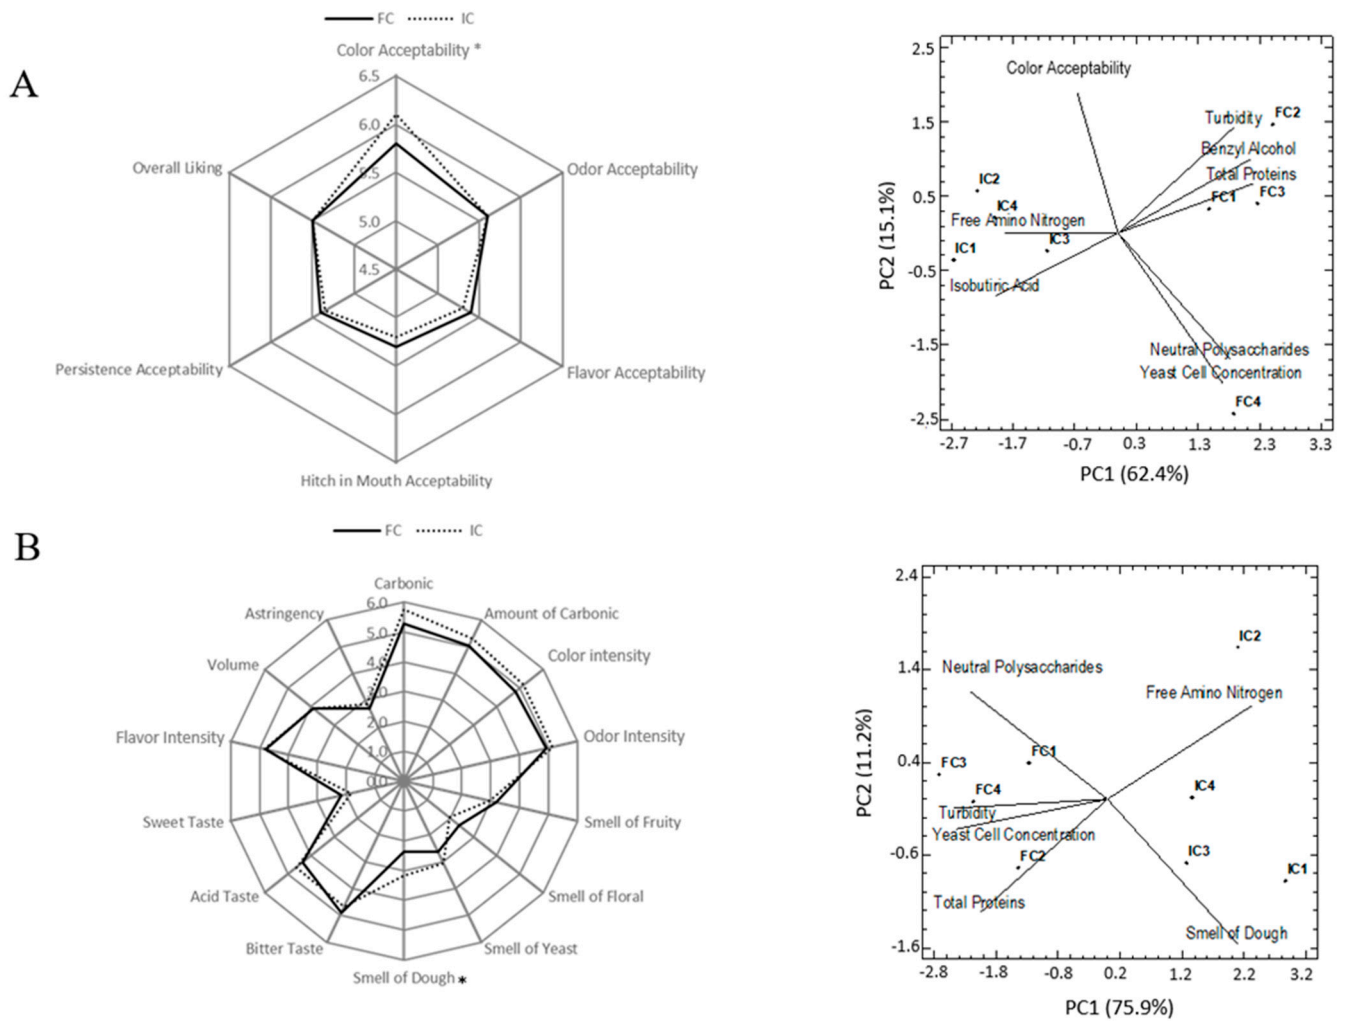 A
FC IC
Color Acceptability *
6.5
6.0
5.5
5.0
4.5
Overall Liking
Odor Acceptability
Persistence Acceptability
Flavor Acceptability
Hitch in Mouth Acceptability
2.5
1.5
0.5
-0.5
-1.5
-2.5
PC2 (15.1%)
Color Acceptability
Turbidity
FC2
Benzyl Alcohol
Total Proteins
FC1
FC3
IC2
IC4
Free Amino Nitrogen
IC1
IC3
Isobutiric Acid
Neutral Polysaccharides
Yeast Cell Concentration
FC4
-2.7 -1.7 -0.7 0.3 1.3 2.3 3.3
PC1 (62.4%)
B
FC IC
Carbonic
6.0
5.0
4.0
3.0
2.0
1.0
0.0
Astringency
Amount of Carbonic
Volume
Color intensity
Flavor Intensity
Odor Intensity
Sweet Taste
Smell of Fruity
Acid Taste
Smell of Floral
Bitter Taste
Smell of Yeast
Smell of Dough *
2.4
1.4
0.4
-0.6
-1.6
PC2 (11.2%)
IC2
Neutral Polysaccharides
Free Amino Nitrogen
FC1
FC3
FC4
IC4
Turbidity
Yeast Cell Concentration
FC2
IC3
IC1
Total Proteins
Smell of Dough
-2.8 -1.8 -0.8 0.2 1.2 2.2 3.2
PC1 (75.9%)